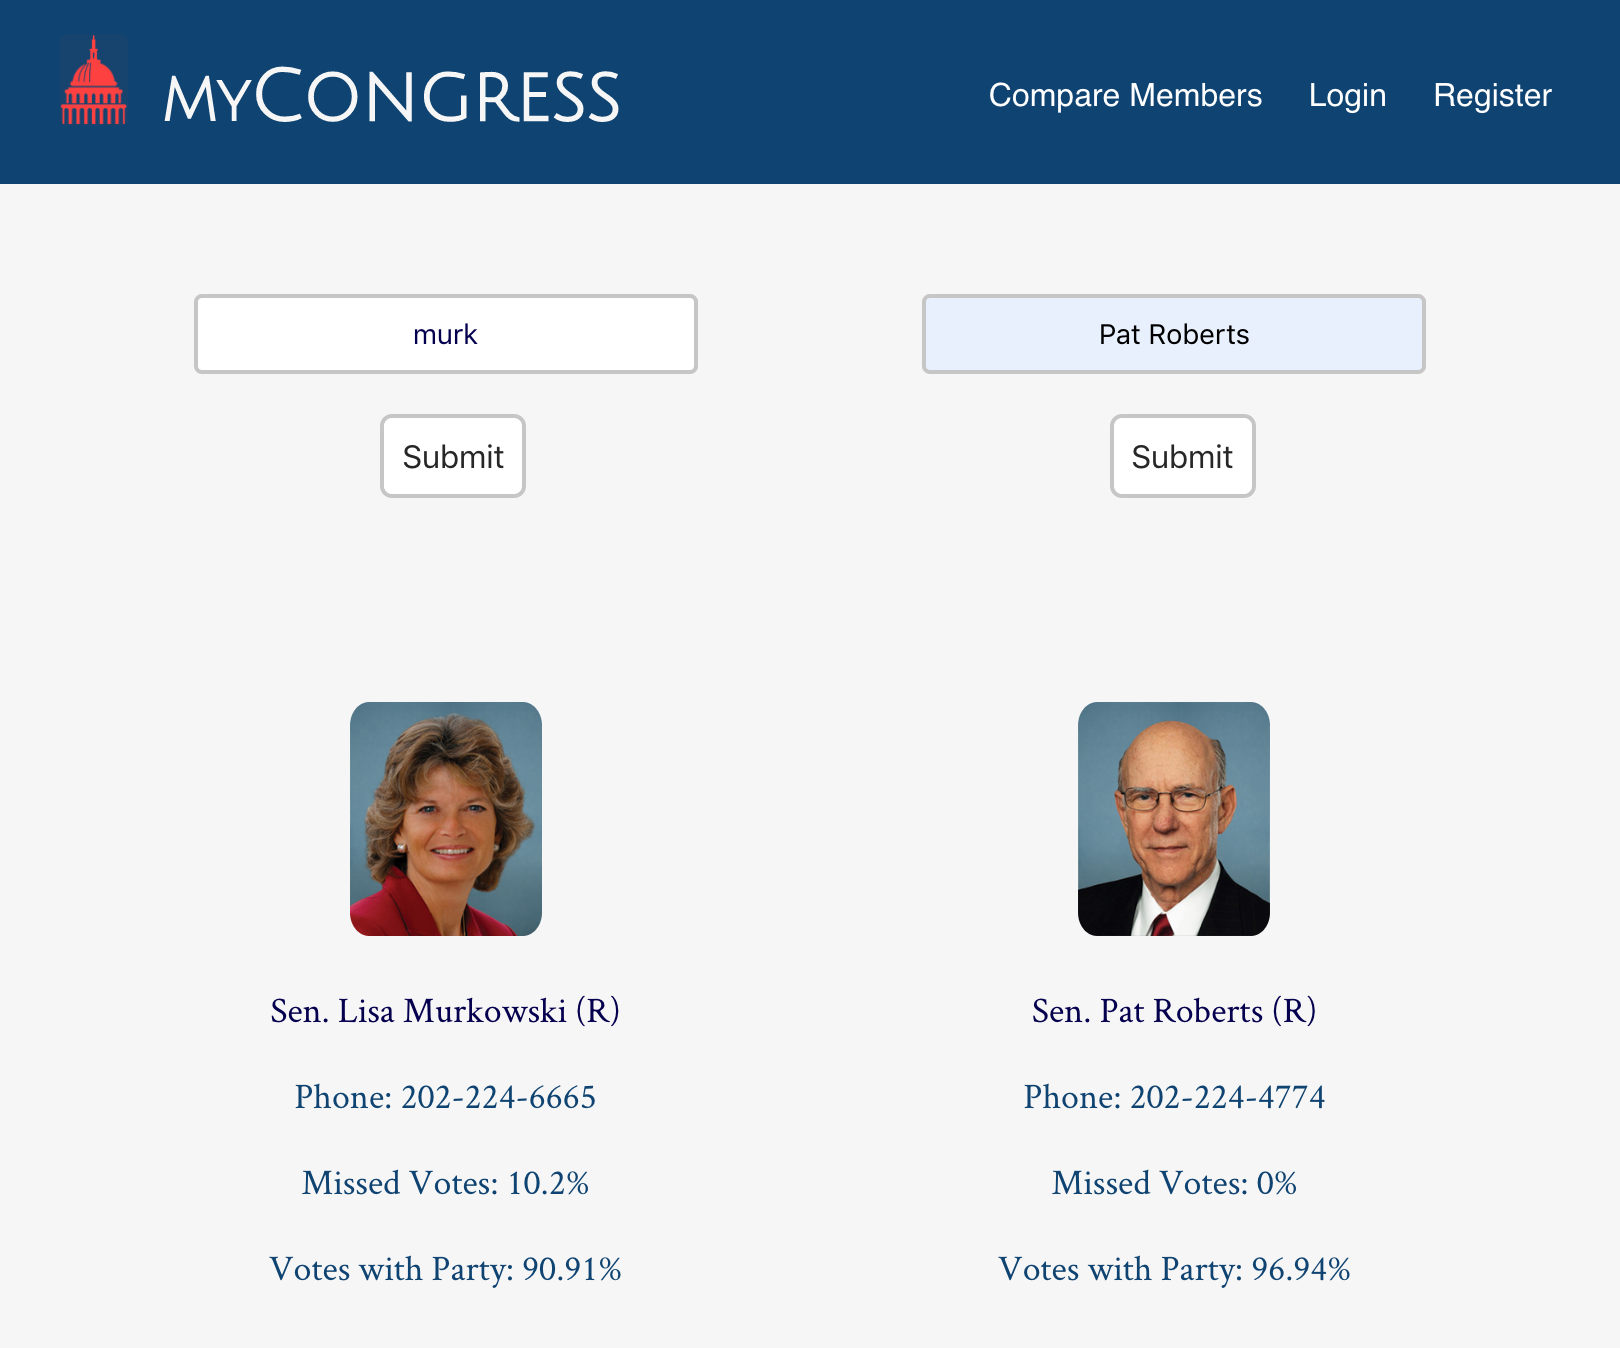 MyCongress
Compare Members Login Register
murk
Pat Roberts
Submit
Submit
Sen. Lisa Murkowski (R)
Phone: 202-224-6665
Missed Votes: 10.2%
Votes with Party: 90.91%
Sen. Pat Roberts (R)
Phone: 202-224-4774
Missed Votes: 0%
Votes with Party: 96.94%